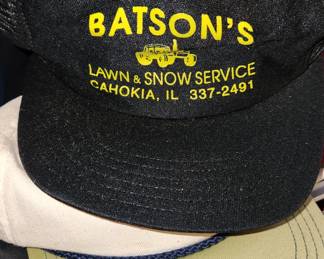 BATSON'S
LAWN & SNOW SERVICE
CAHOKIA, IL 337-2491